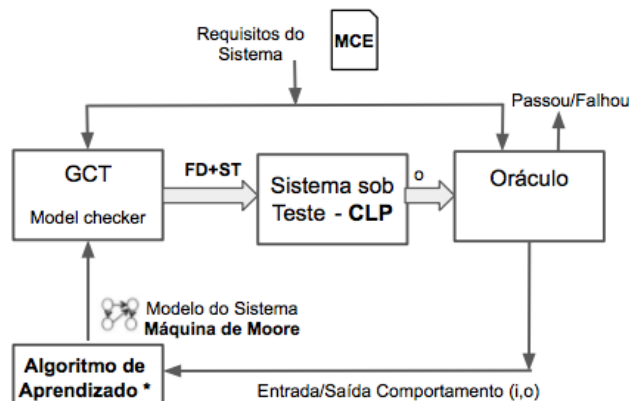 Requisitos do
Sistema
MCE
Passou/Falhou
GCT
Model checker
FD+ST
Sistema sob
Teste - CLP
o
Oráculo
Modelo do Sistema
Máquina de Moore
Algoritmo de
Aprendizado *
Entrada/Saída Comportamento (i,o)